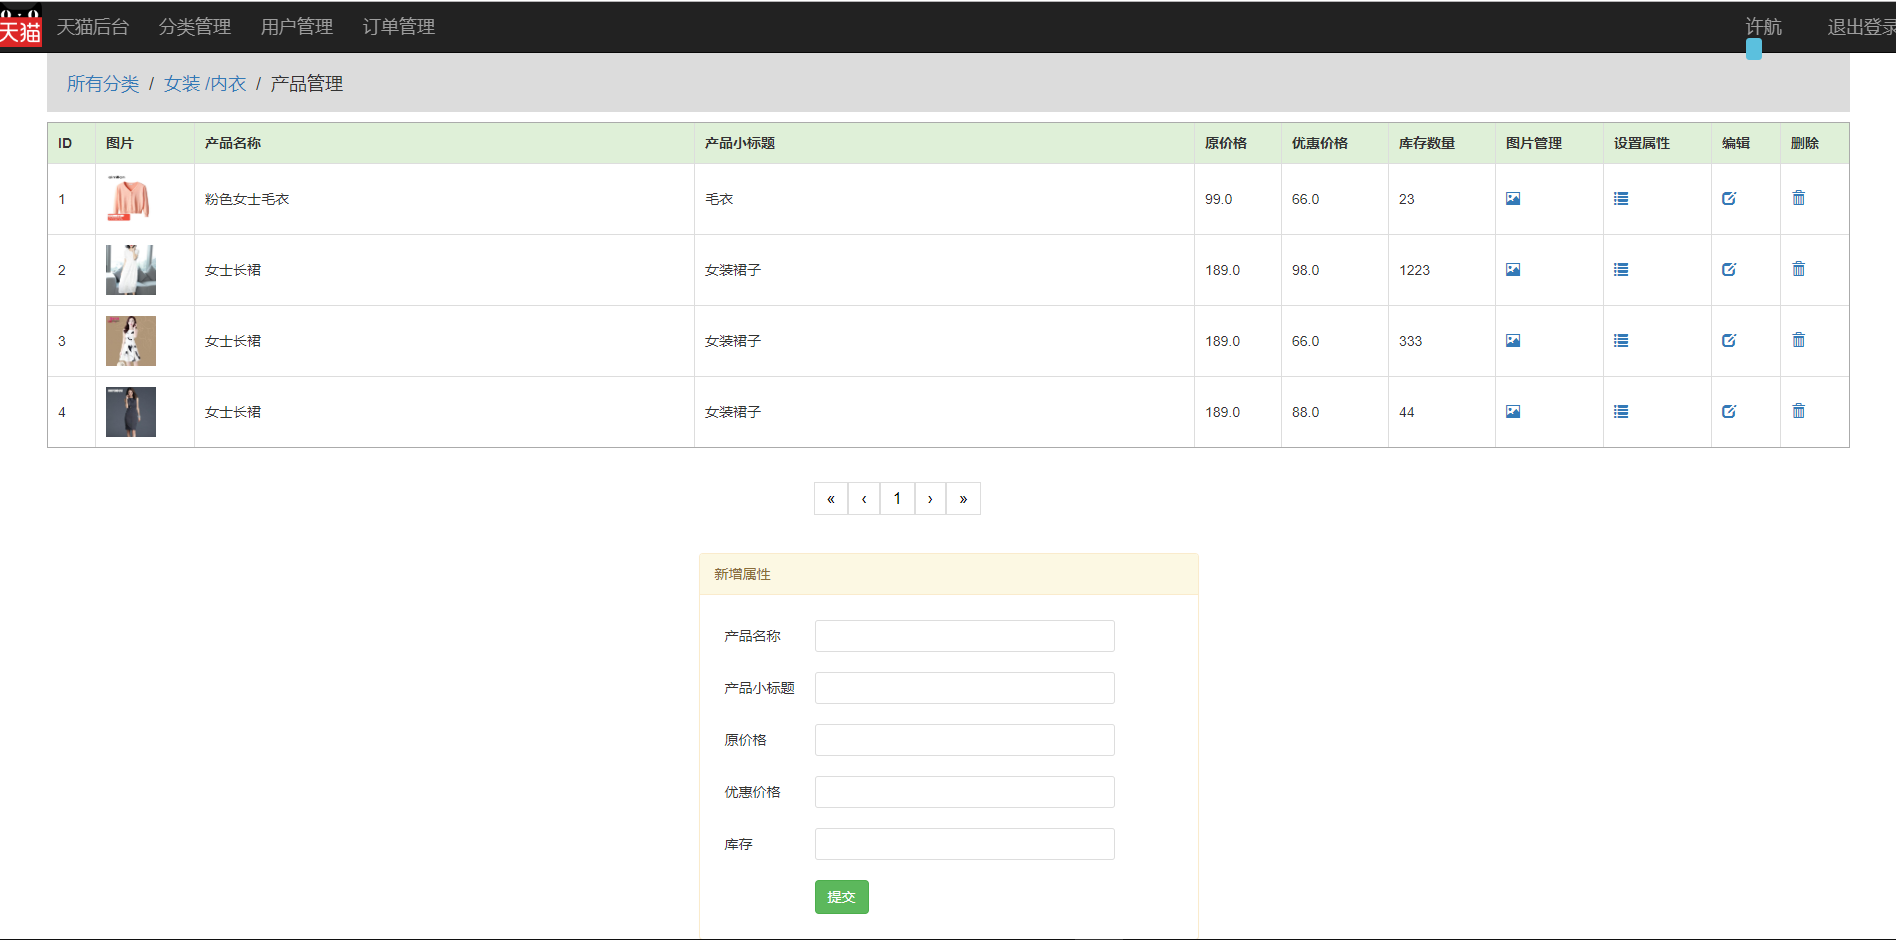 天猫 天猫后台 分类管理 用户管理 订单管理 许航 退出登录
所有分类 / 女装 /内衣 / 产品管理
ID 图片 产品名称 产品小标题 原价格 优惠价格 库存数量 图片管理 设置属性 编辑 删除
1 粉色女士毛衣 毛衣 99.0 66.0 23
2 女士长裙 女装裙子 189.0 98.0 1223
3 女士长裙 女装裙子 189.0 66.0 333
4 女士长裙 女装裙子 189.0 88.0 44
« ‹ 1 › »
新增属性
产品名称
产品小标题
原价格
优惠价格
库存
提交